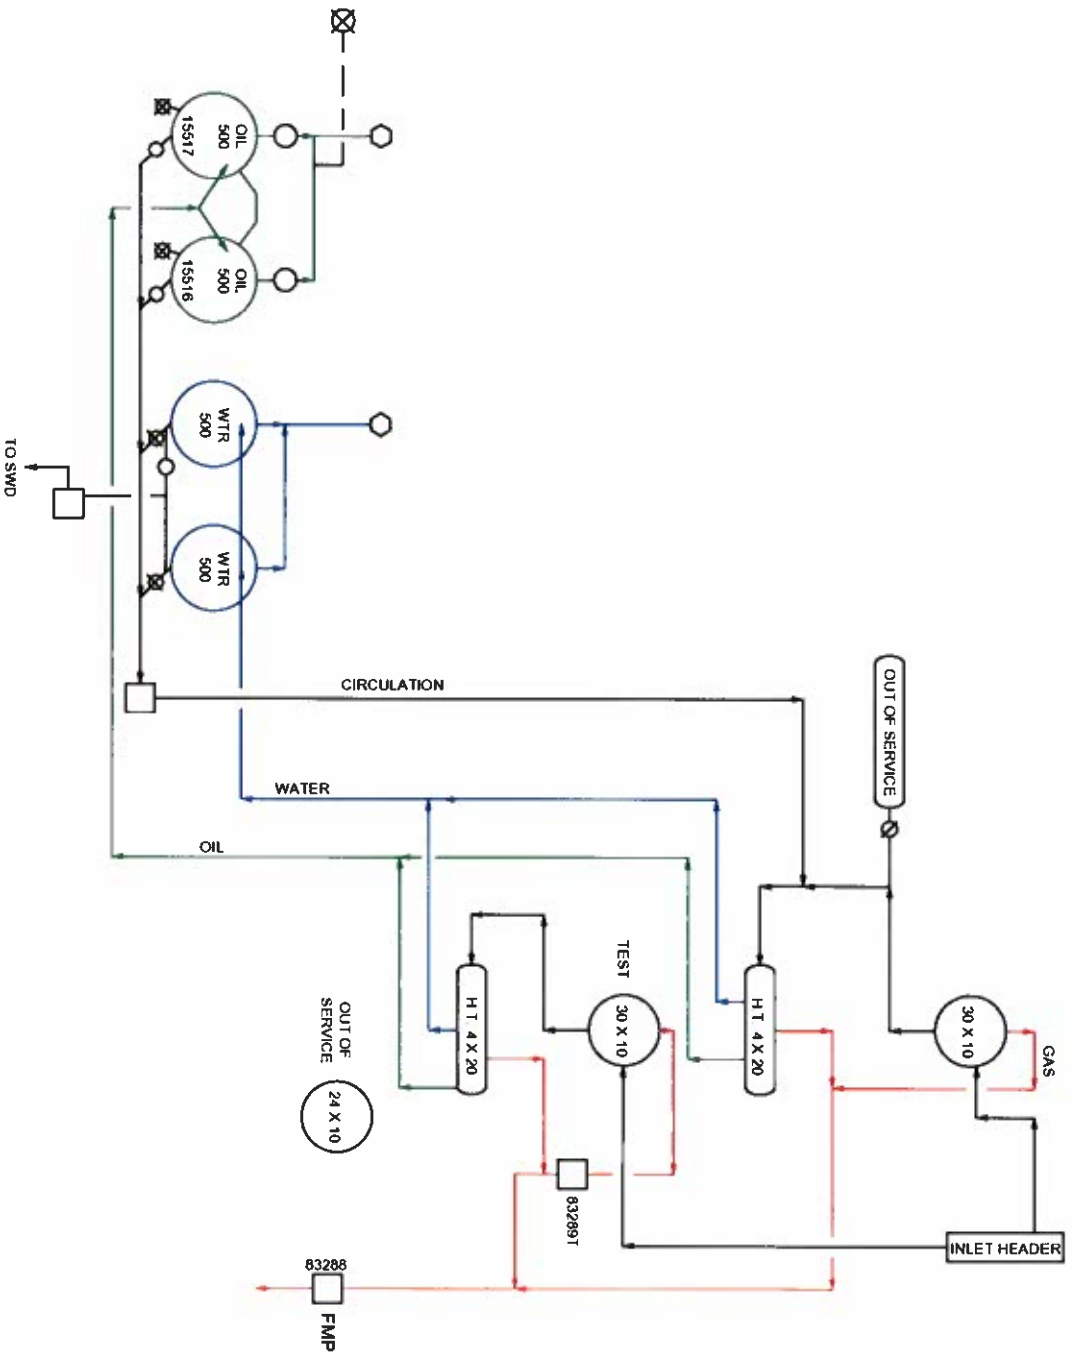 OIL
500
15517
OIL
500
15516
WTR
500
WTR
500
TO SWD
CIRCULATION
WATER
OIL
OUT OF SERVICE
GAS
30 X 10
H.T. 4 X 20
TEST
30 X 10
H.T. 4 X 20
OUT OF
SERVICE
24 X 10
83289T
INLET HEADER
83288
FMP